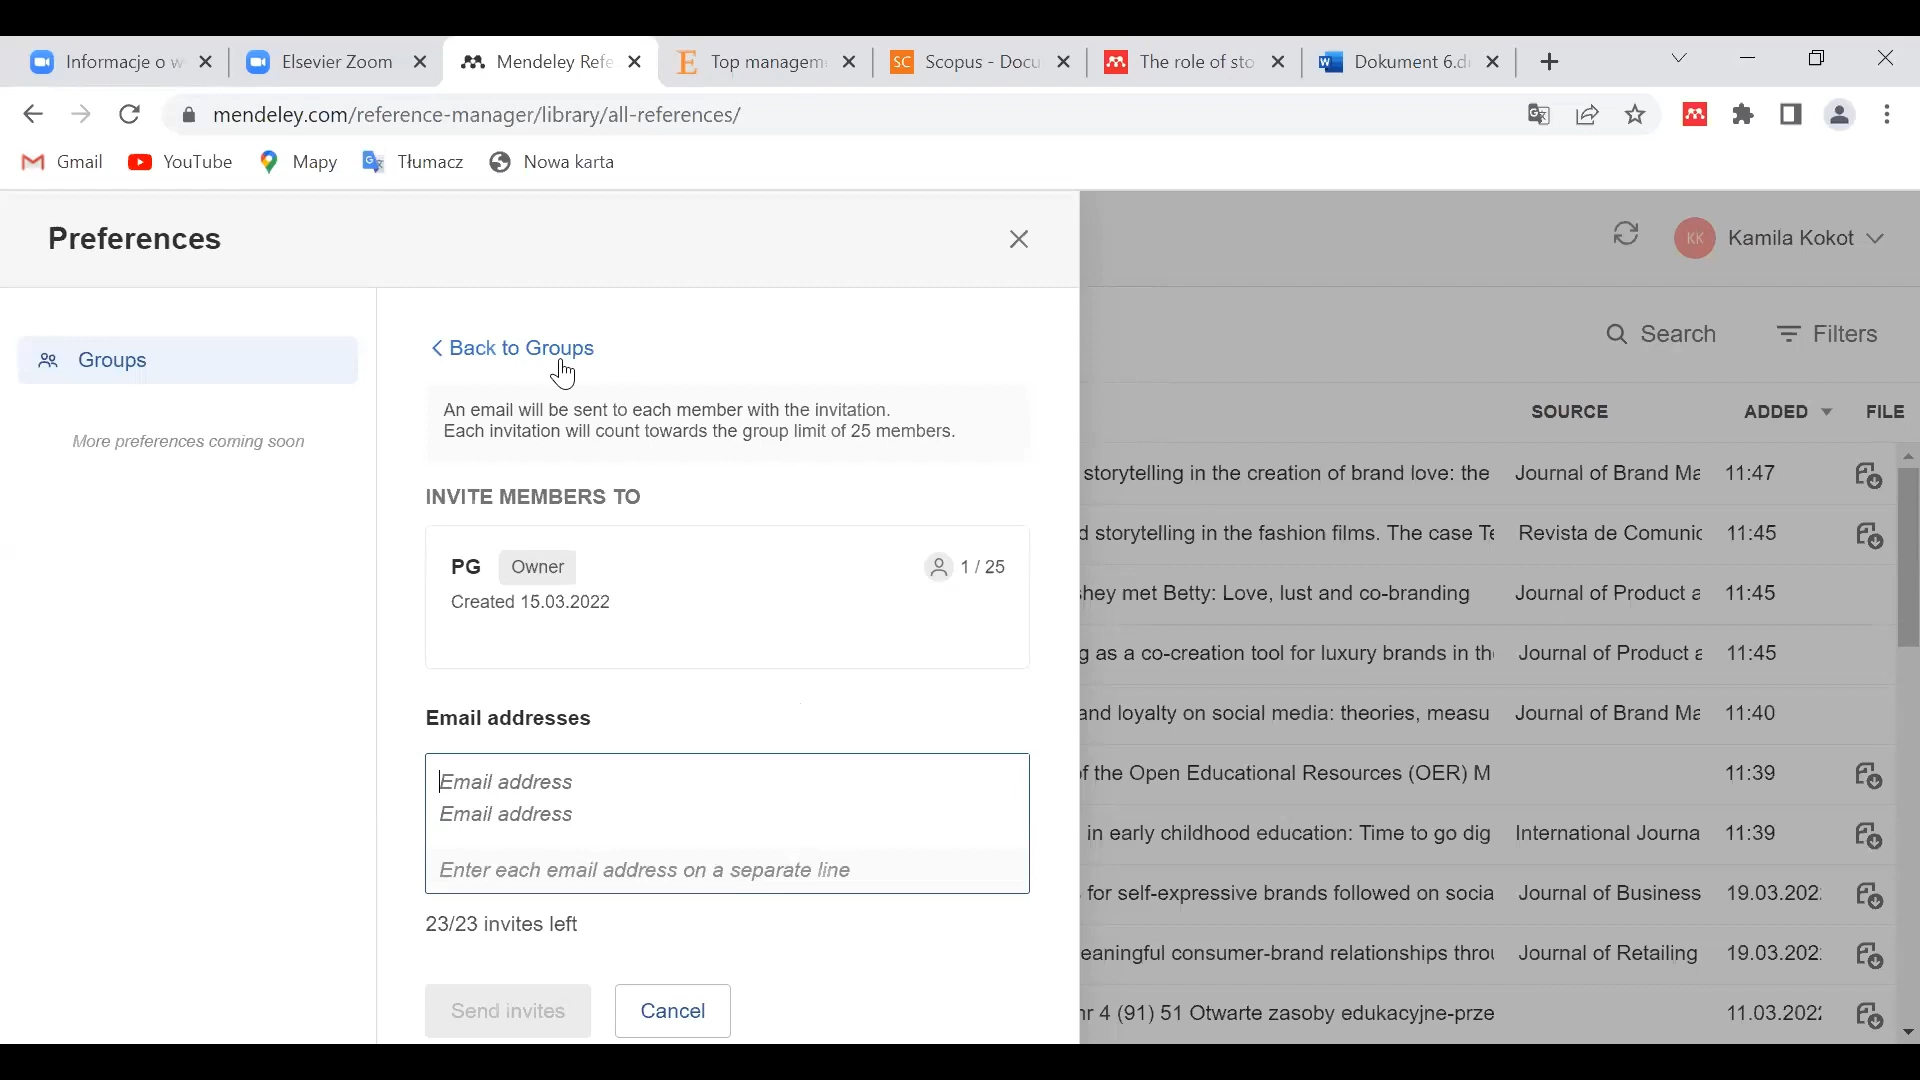 Informacje o w
Elsevier Zoom
Mendeley Refe
Top managem
Scopus - Docu
The role of sto
Dokument 6.d
mendeley.com/reference-manager/library/all-references/
Gmail
YouTube
Mapy
Tłumacz
Nowa karta
Preferences
KK
Kamila Kokot
Groups
More preferences coming soon
Back to Groups
An email will be sent to each member with the invitation.
Each invitation will count towards the group limit of 25 members.
INVITE MEMBERS TO
PG
Owner
1 / 25
Created 15.03.2022
Email addresses
Email address
Email address
Enter each email address on a separate line
23/23 invites left
Send invites
Cancel
Search
Filters
SOURCE
ADDED
FILE
storytelling in the creation of brand love: the
Journal of Brand Ma
11:47
d storytelling in the fashion films. The case Te
Revista de Comunic
11:45
hey met Betty: Love, lust and co-branding
Journal of Product a
11:45
g as a co-creation tool for luxury brands in th
Journal of Product a
11:45
and loyalty on social media: theories, measu
Journal of Brand Ma
11:40
of the Open Educational Resources (OER) M
11:39
in early childhood education: Time to go dig
International Journa
11:39
for self-expressive brands followed on socia
Journal of Business
19.03.202
eaningful consumer-brand relationships throu
Journal of Retailing
19.03.202
nr 4 (91) 51 Otwarte zasoby edukacyjne-prze
11.03.202